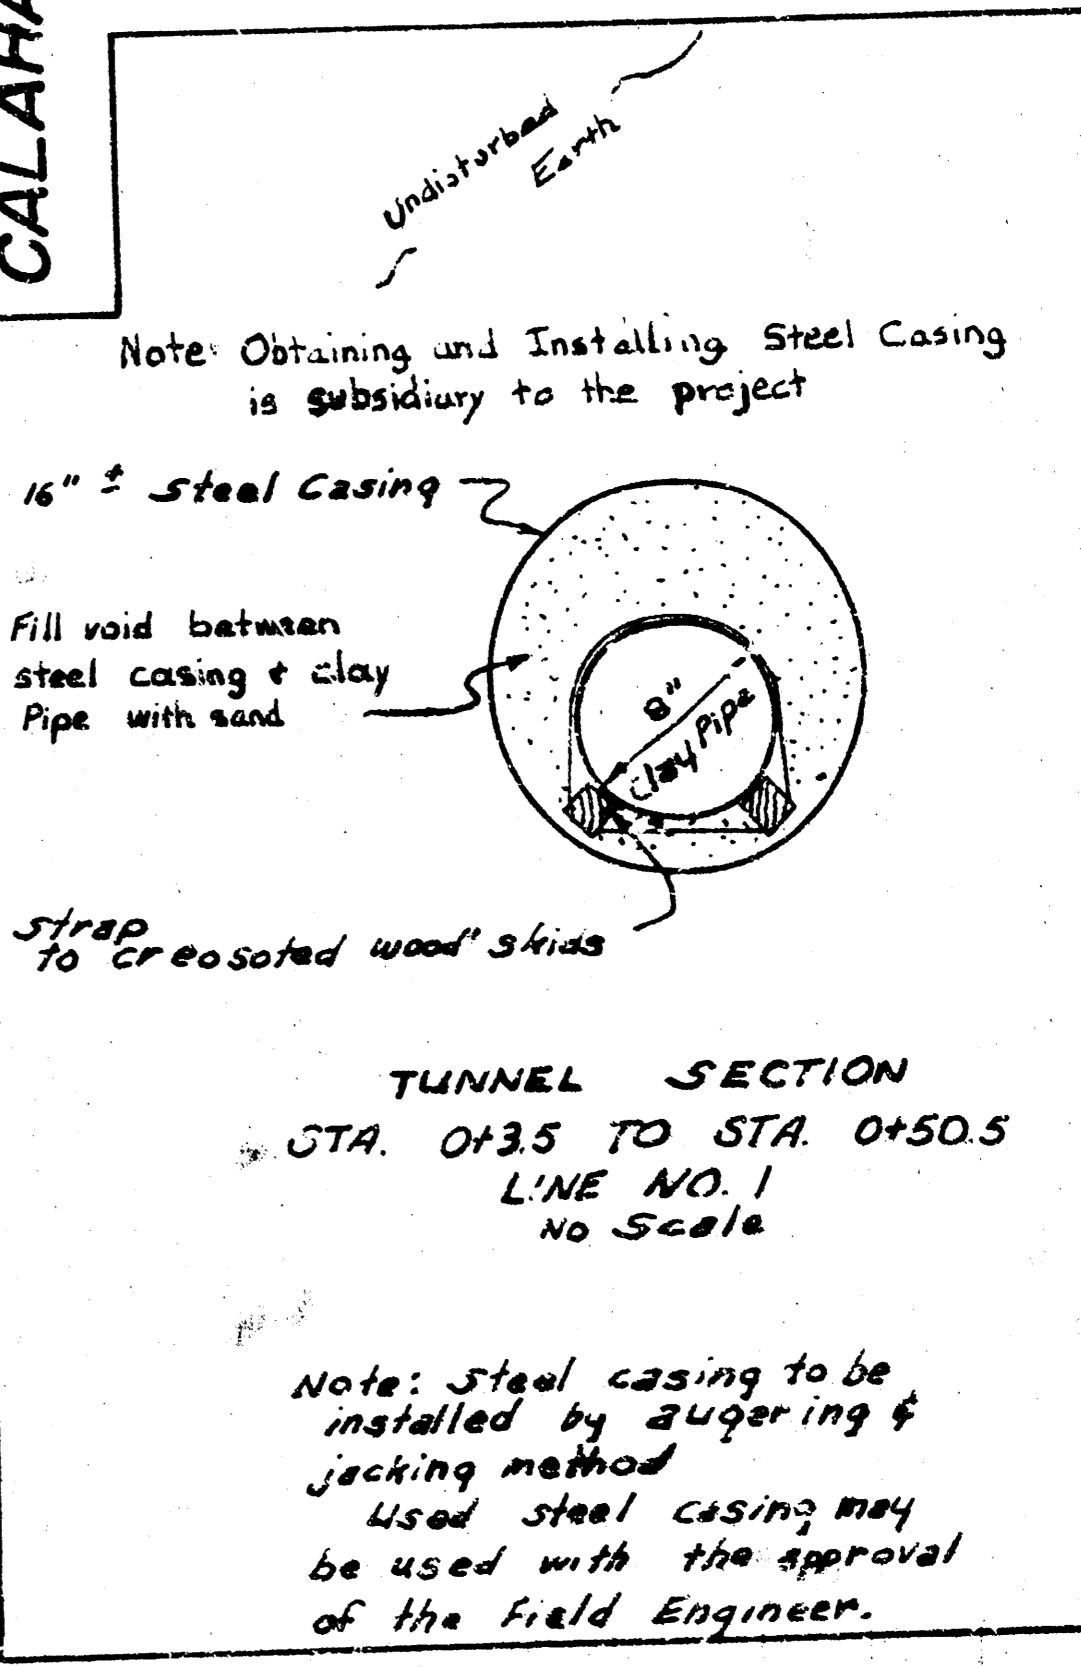 CALAHA
Undisturbed
Earth
Note: Obtaining and Installing Steel Casing
is subsidiary to the project
16" ± Steel Casing
Fill void between
steel casing & clay
Pipe with sand
8"
Clay Pipe
Strap
to creosoted wood skids
TUNNEL SECTION
STA. 0+3.5 TO STA. 0+50.5
LINE NO. 1
No Scale
Note: Steel casing to be
installed by augering &
jacking method
Used steel casing may
be used with the approval
of the Field Engineer.